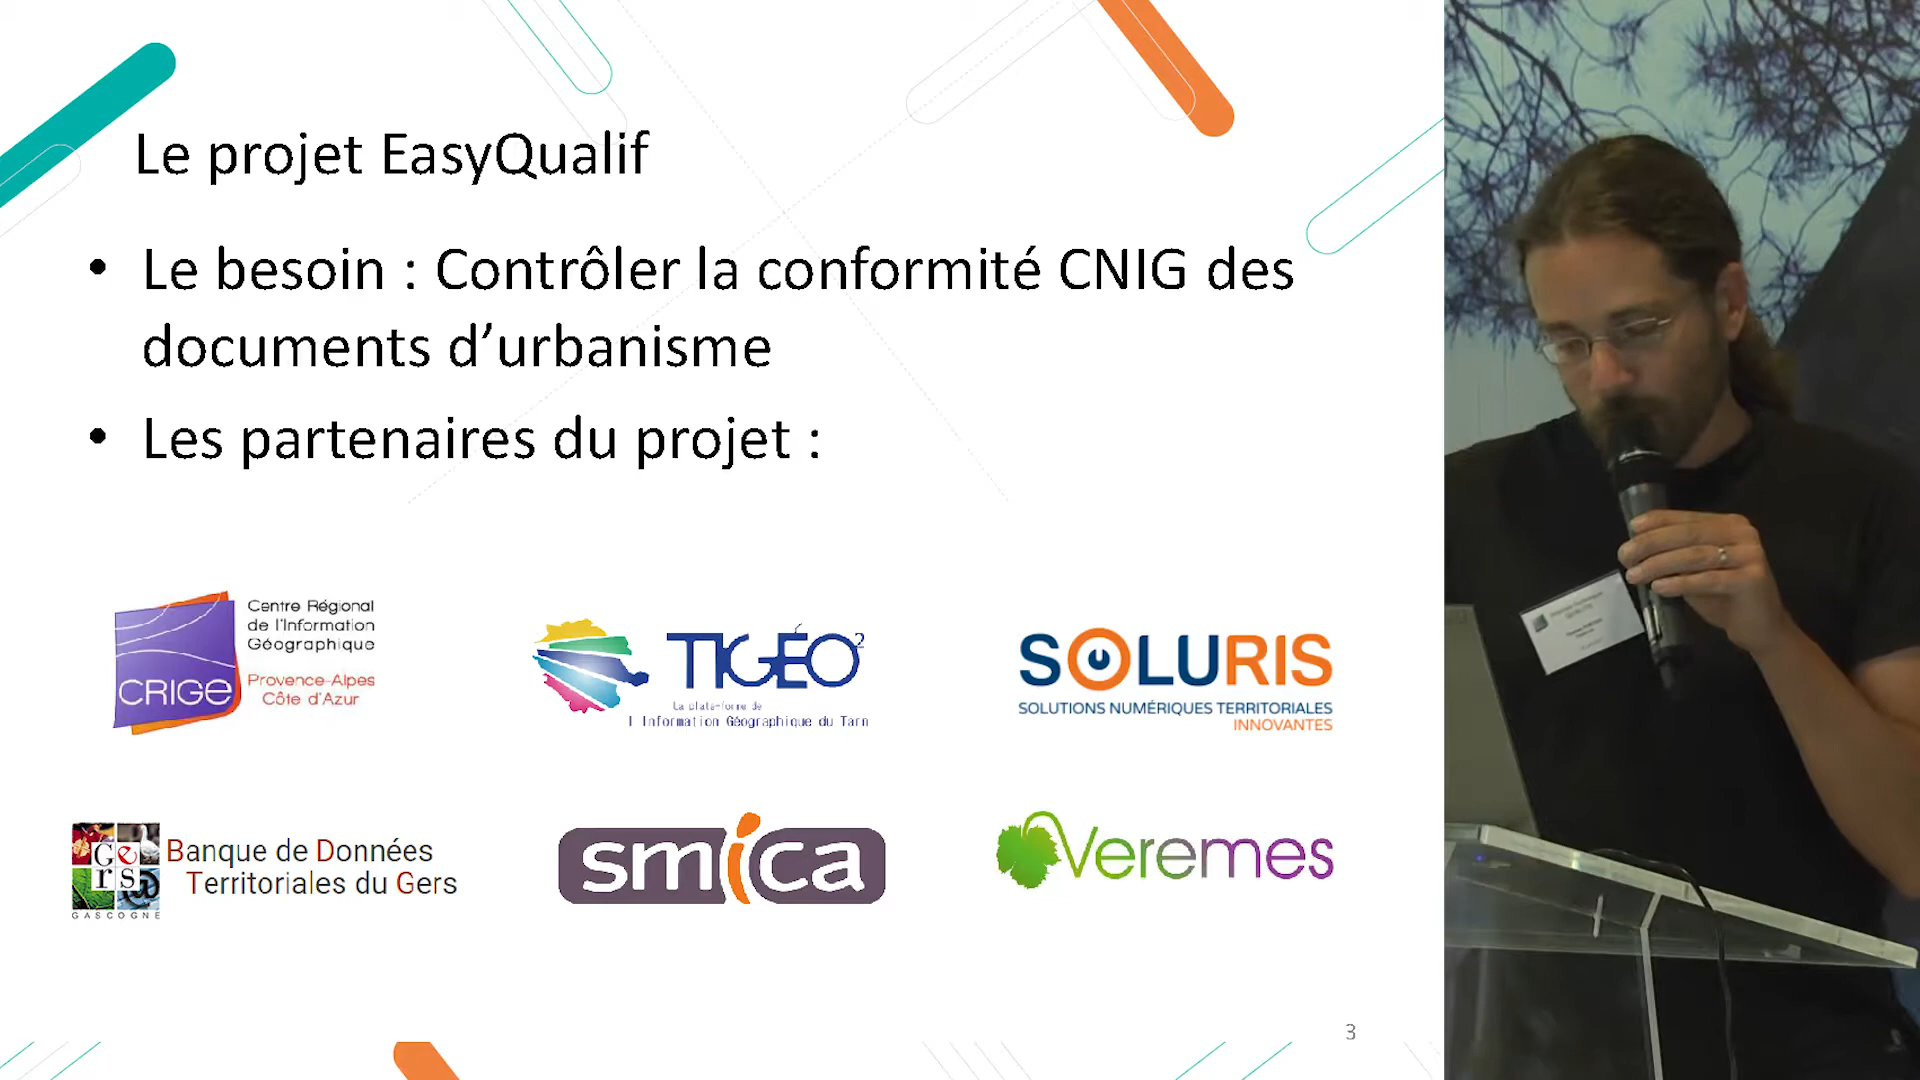 Le projet EasyQualif
• Le besoin : Contrôler la conformité CNIG des
documents d’urbanisme
• Les partenaires du projet :
CRIGE
Centre Régional
de l'Information
Géographique
Provence-Alpes
Côte d'Azur
TIGÉO²
La plate-forme de
l'Information Géographique du Tarn
SOLURIS
SOLUTIONS NUMÉRIQUES TERRITORIALES
INNOVANTES
Gers
GASCOGNE
Banque de Données
Territoriales du Gers
smica
Veremes
3